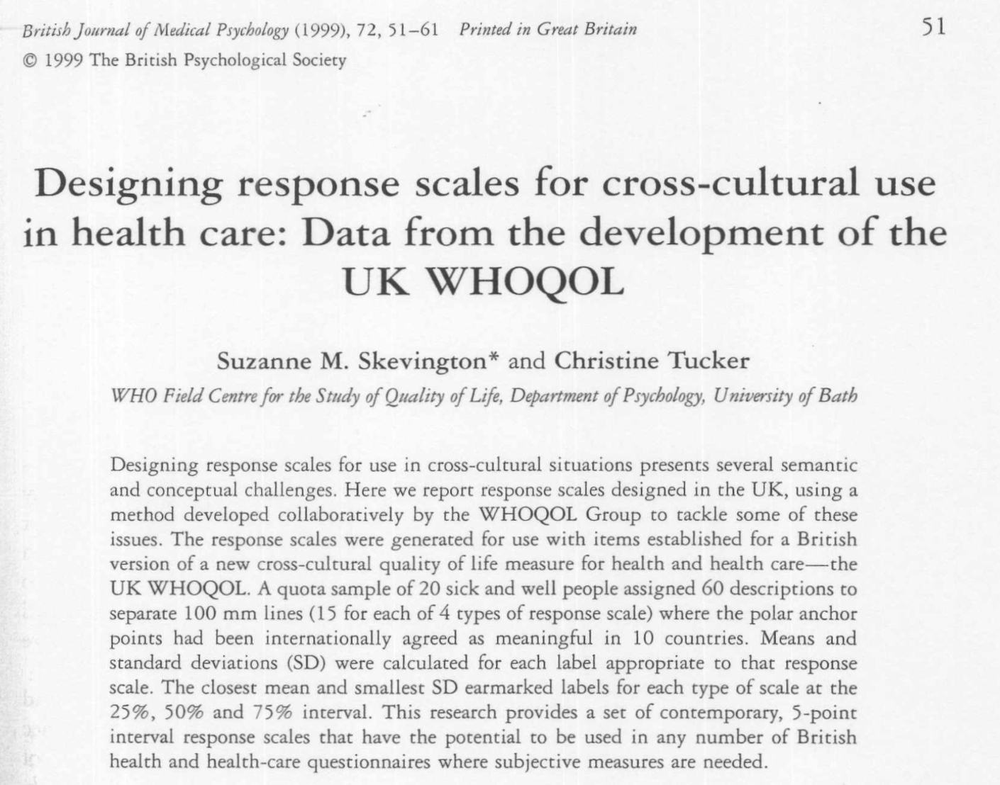 British Journal of Medical Psychology (1999), 72, 51–61 Printed in Great Britain 51
© 1999 The British Psychological Society
Designing response scales for cross-cultural use
in health care: Data from the development of the
UK WHOQOL
Suzanne M. Skevington* and Christine Tucker
WHO Field Centre for the Study of Quality of Life, Department of Psychology, University of Bath
Designing response scales for use in cross-cultural situations presents several semantic
and conceptual challenges. Here we report response scales designed in the UK, using a
method developed collaboratively by the WHOQOL Group to tackle some of these
issues. The response scales were generated for use with items established for a British
version of a new cross-cultural quality of life measure for health and health care—the
UK WHOQOL. A quota sample of 20 sick and well people assigned 60 descriptions to
separate 100 mm lines (15 for each of 4 types of response scale) where the polar anchor
points had been internationally agreed as meaningful in 10 countries. Means and
standard deviations (SD) were calculated for each label appropriate to that response
scale. The closest mean and smallest SD earmarked labels for each type of scale at the
25%, 50% and 75% interval. This research provides a set of contemporary, 5-point
interval response scales that have the potential to be used in any number of British
health and health-care questionnaires where subjective measures are needed.